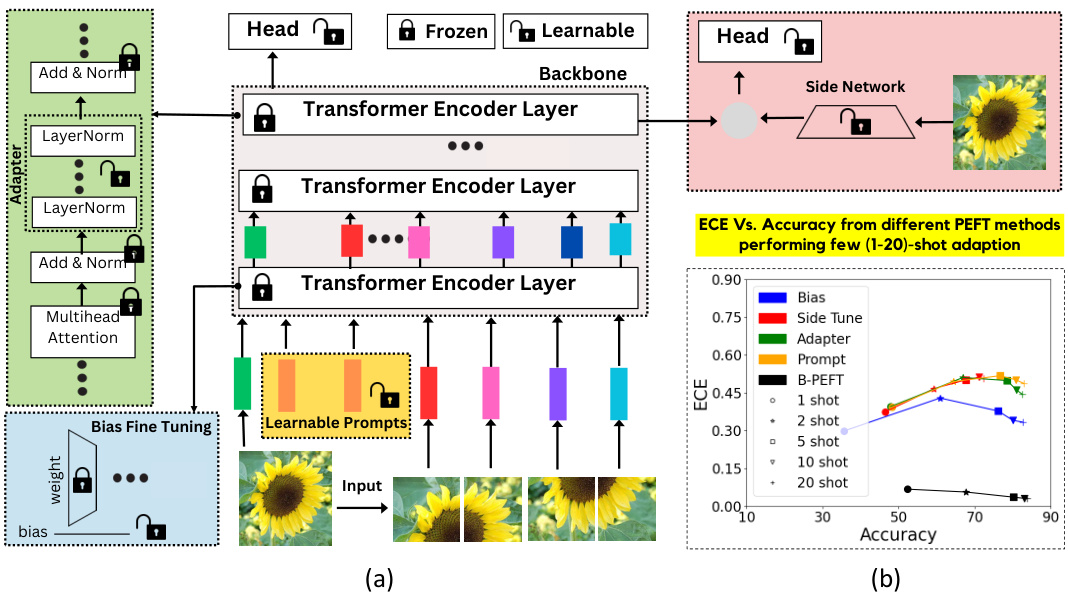 Add & Norm
LayerNorm
Adapter
LayerNorm
Add & Norm
Multihead
Attention
Bias Fine Tuning
weight
bias
Head
Frozen
Learnable
Backbone
Transformer Encoder Layer
Transformer Encoder Layer
Transformer Encoder Layer
Learnable Prompts
Input
(a)
Head
Side Network
ECE Vs. Accuracy from different PEFT methods
performing few (1-20)-shot adaption
ECE
0.90
0.75
0.60
0.45
0.30
0.15
0.00
Bias
Side Tune
Adapter
Prompt
B-PEFT
1 shot
2 shot
5 shot
10 shot
20 shot
10 30 50 70 90
Accuracy
(b)